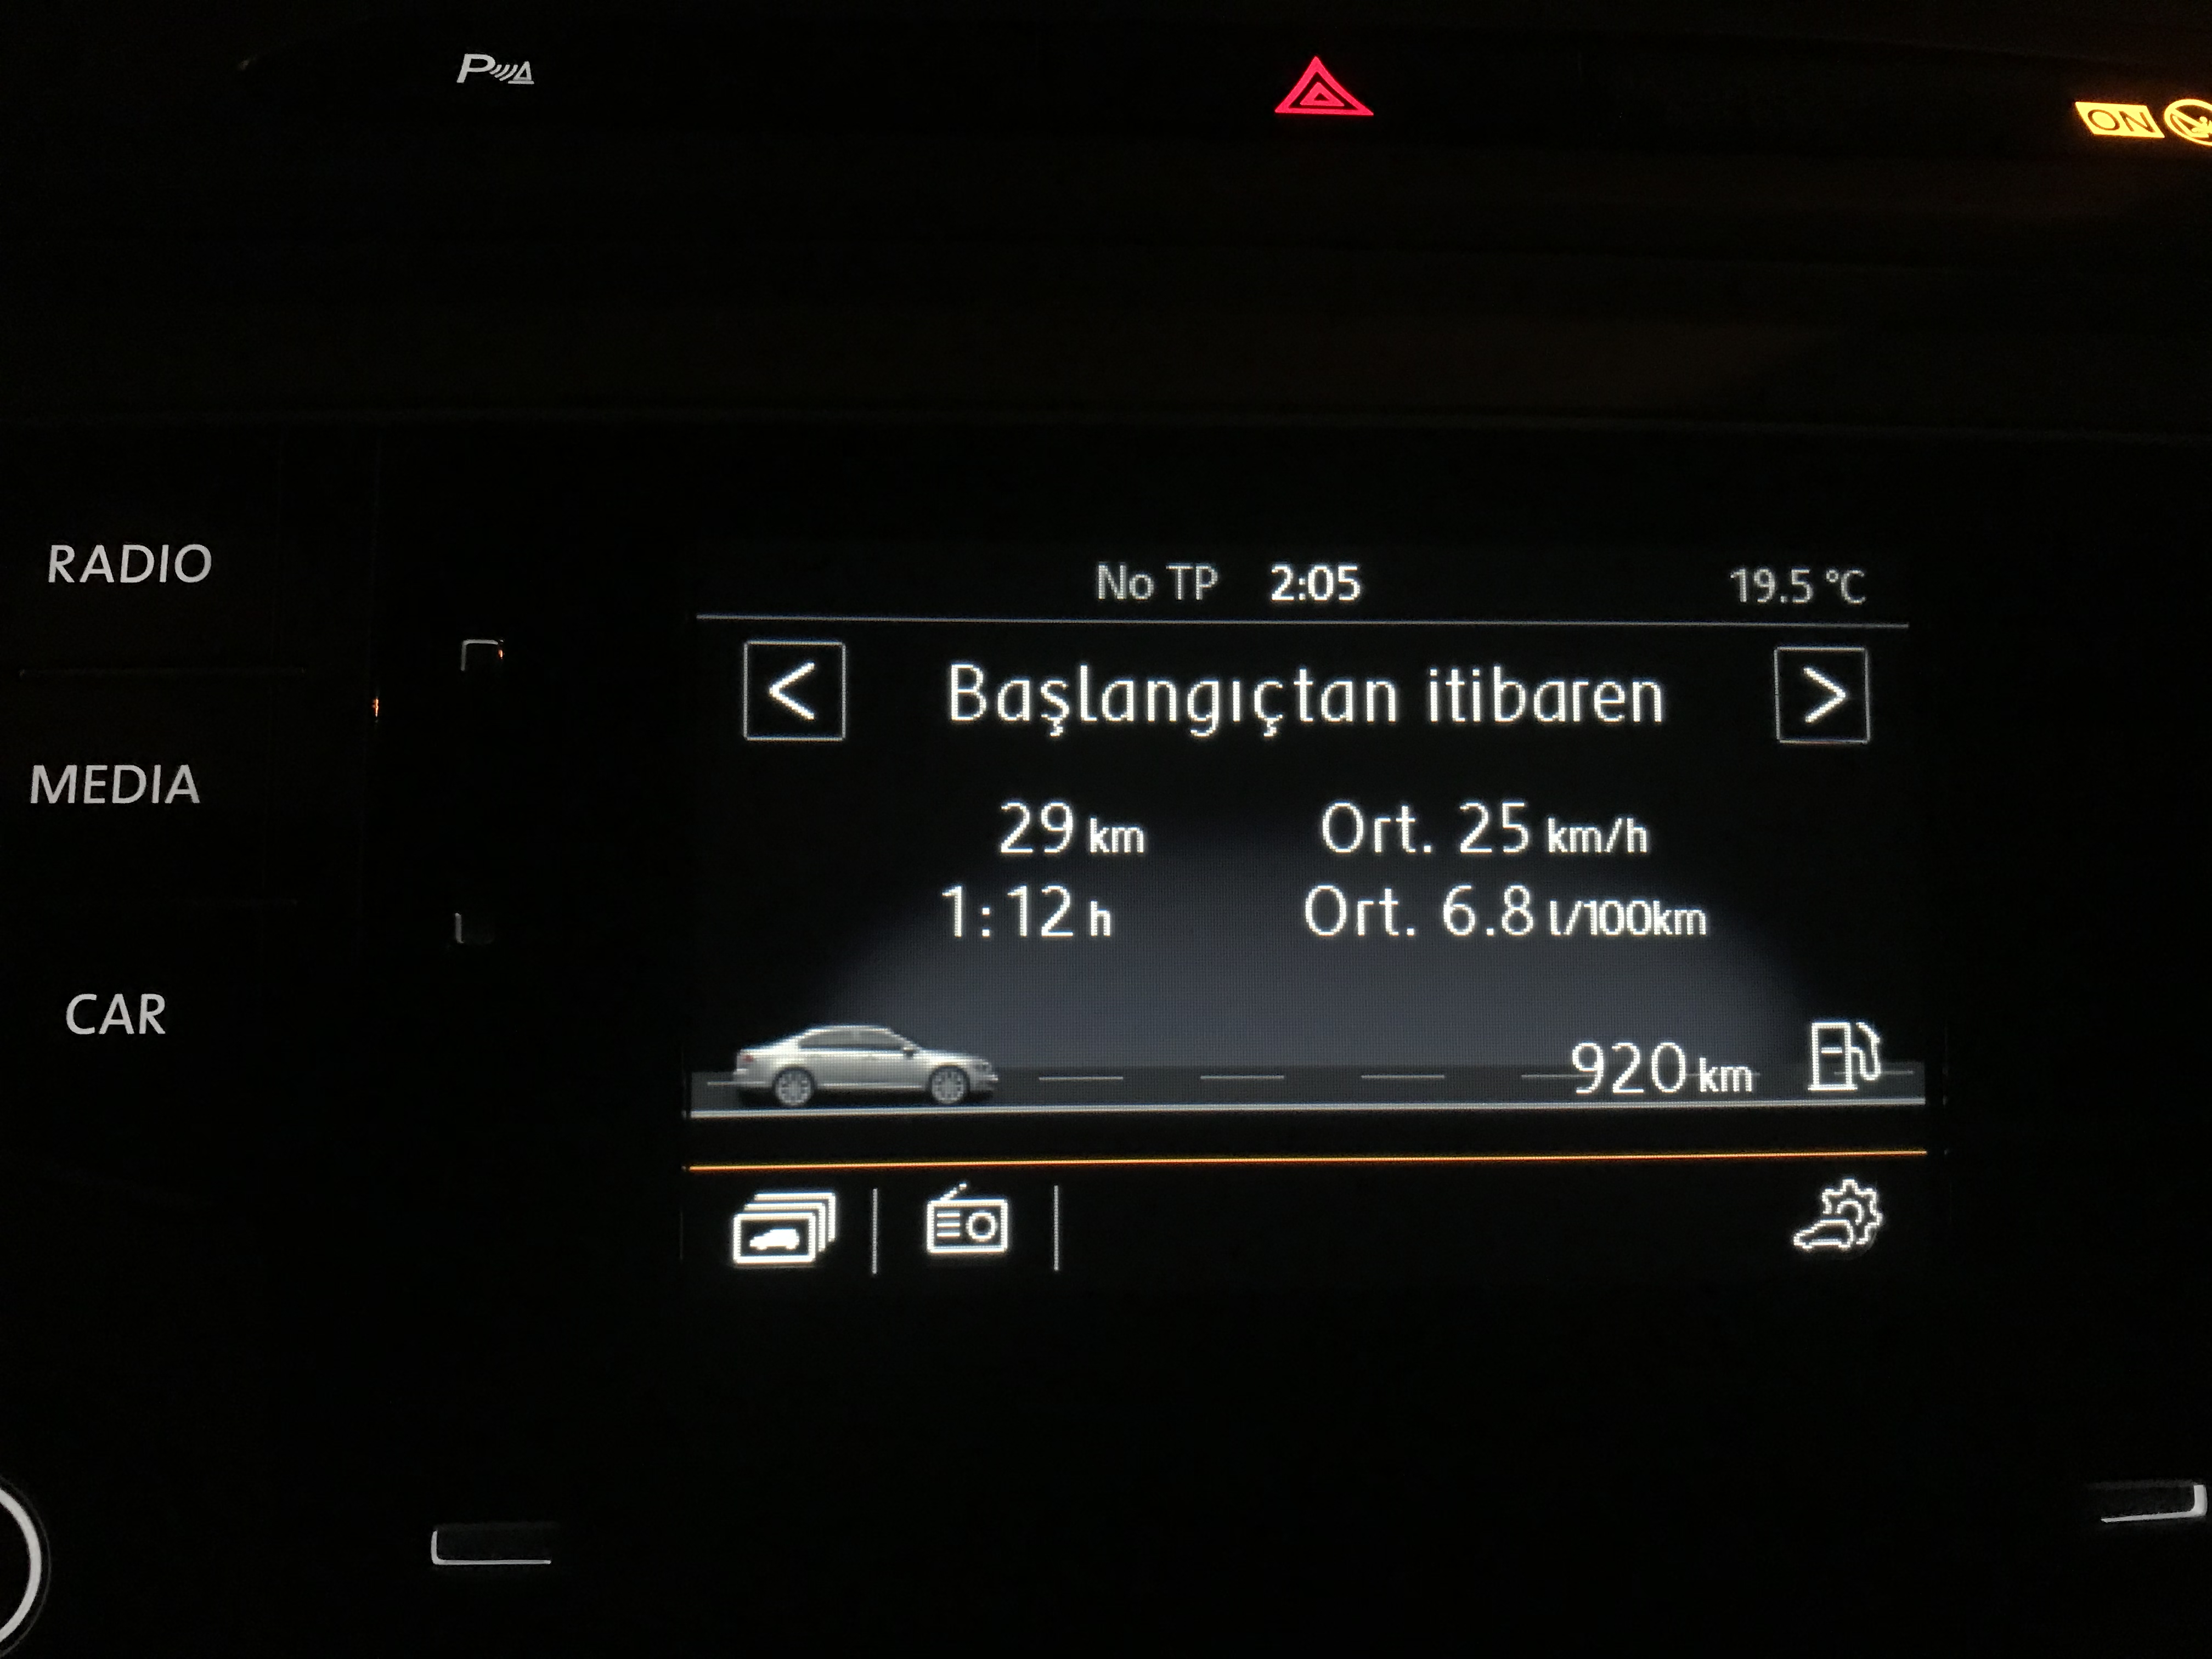 P
ON
RADIO
MEDIA
CAR
No TP 2:05 19.5 °C
< Başlangıçtan itibaren >
29 km Ort. 25 km/h
1:12 h Ort. 6.8 l/100km
920 km